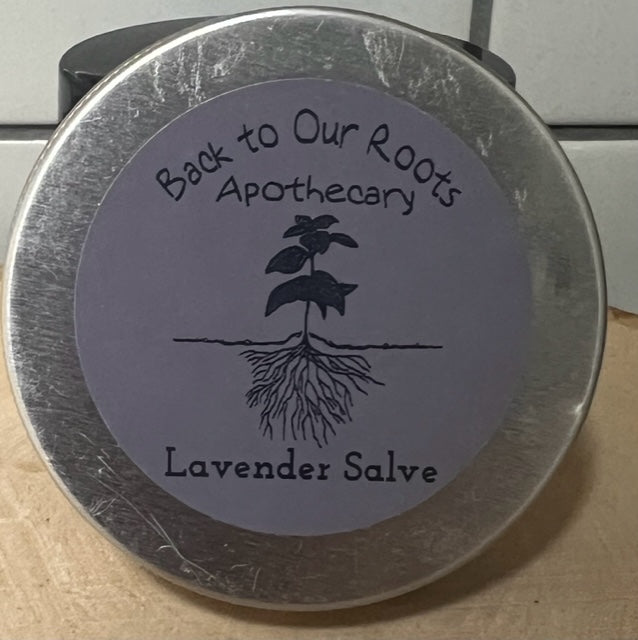 Back to Our Roots
Apothecary
Lavender Salve